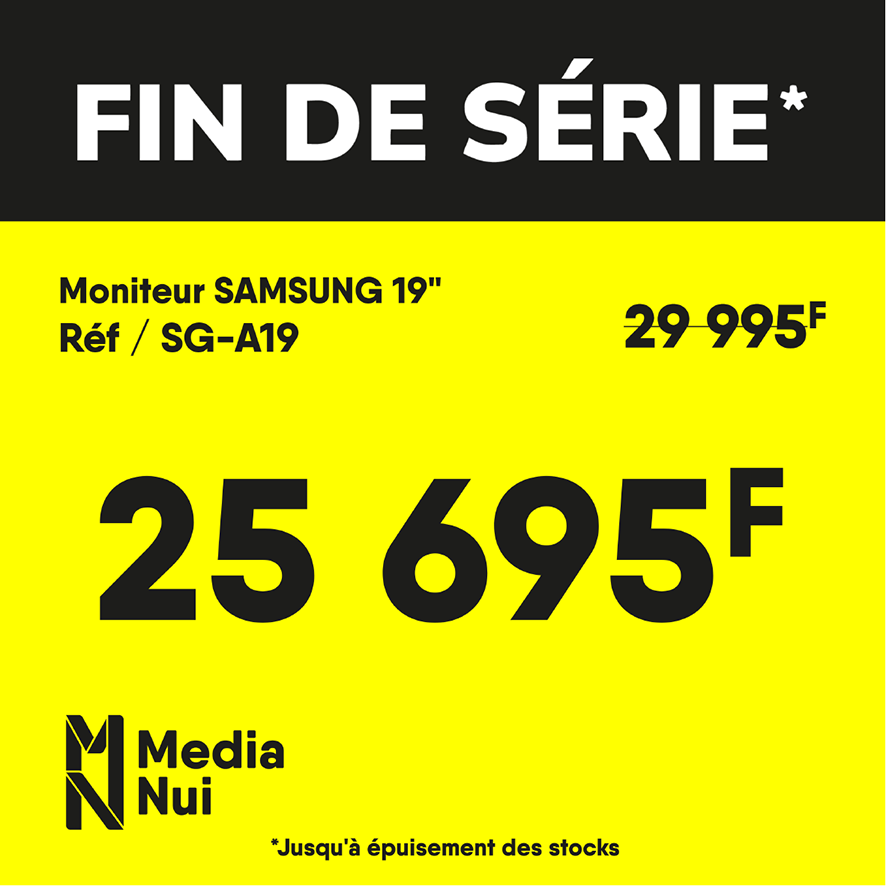 FIN DE SÉRIE*
Moniteur SAMSUNG 19"
Réf / SG-A19
29 995F
25 695F
Media
Nui
*Jusqu'à épuisement des stocks